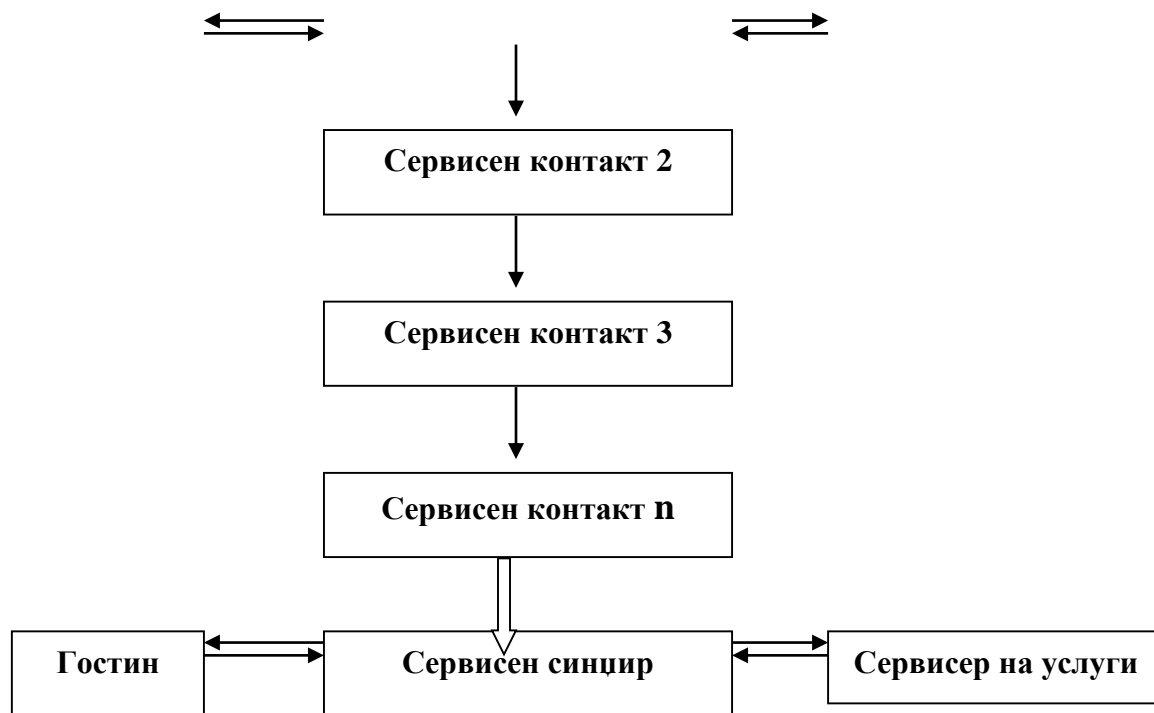 Сервисен контакт 2
Сервисен контакт 3
Сервисен контакт n
Гостин
Сервисен синџир
Сервисер на услуги